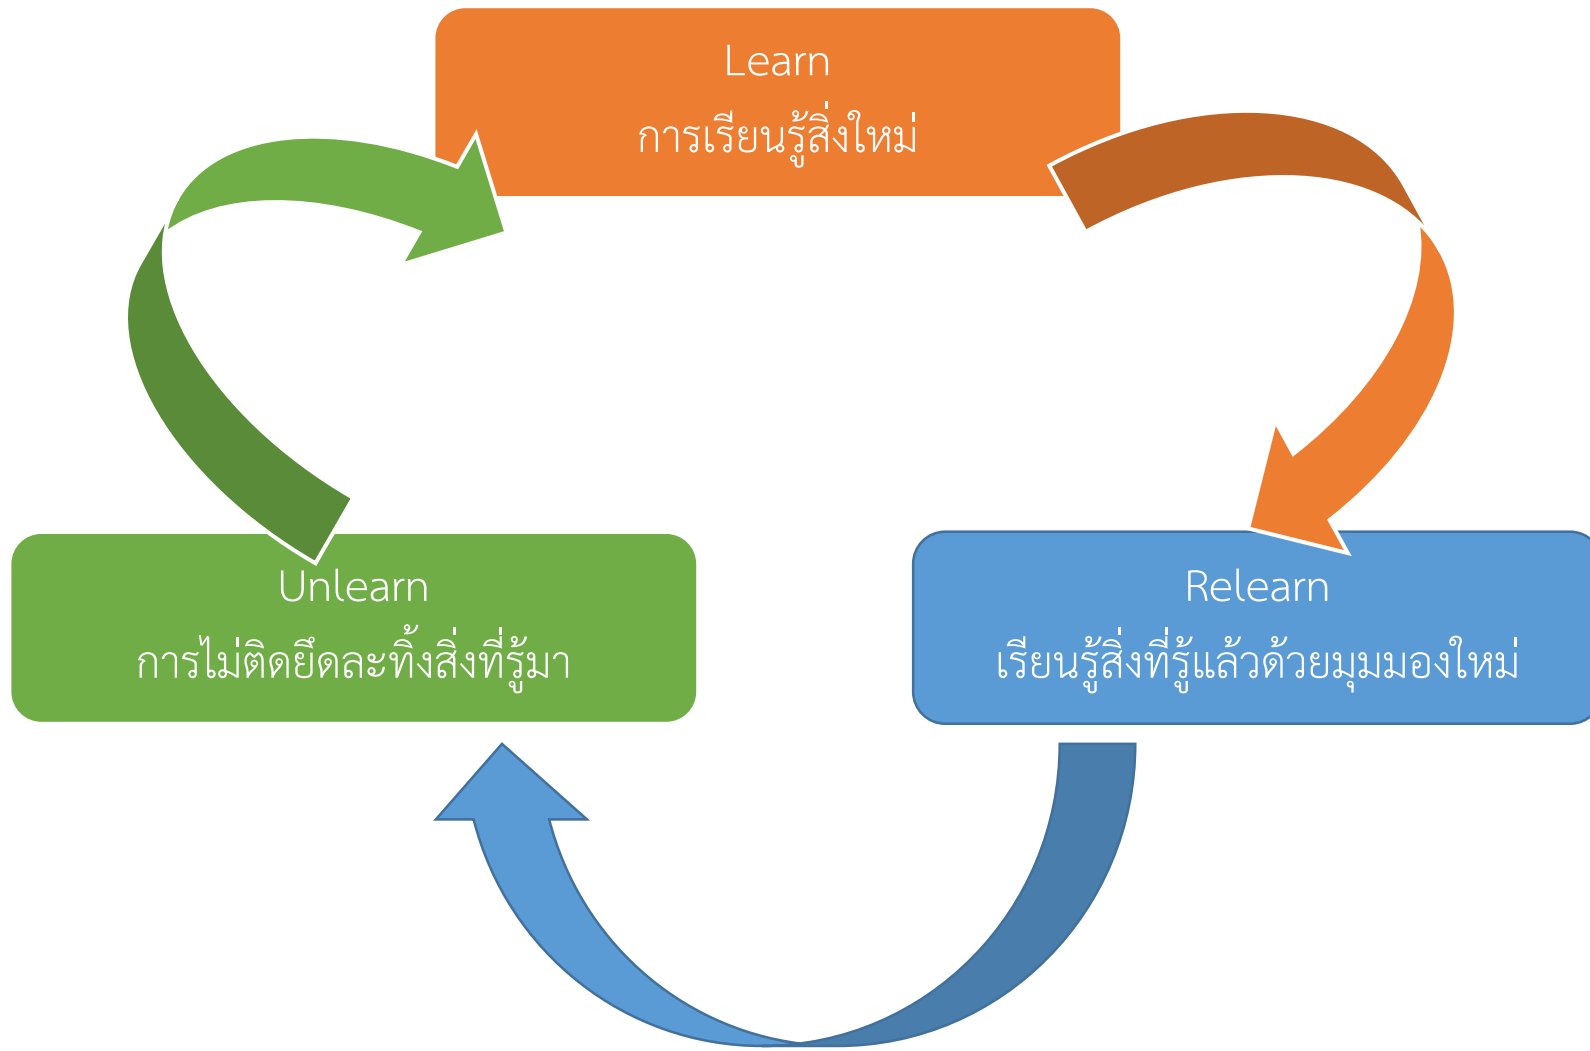 Learn
การเรียนรู้สิ่งใหม่
Unlearn
การไม่ติดยึดละทิ้งสิ่งที่รู้มา
Relearn
เรียนรู้สิ่งที่รู้แล้วด้วยมุมมองใหม่